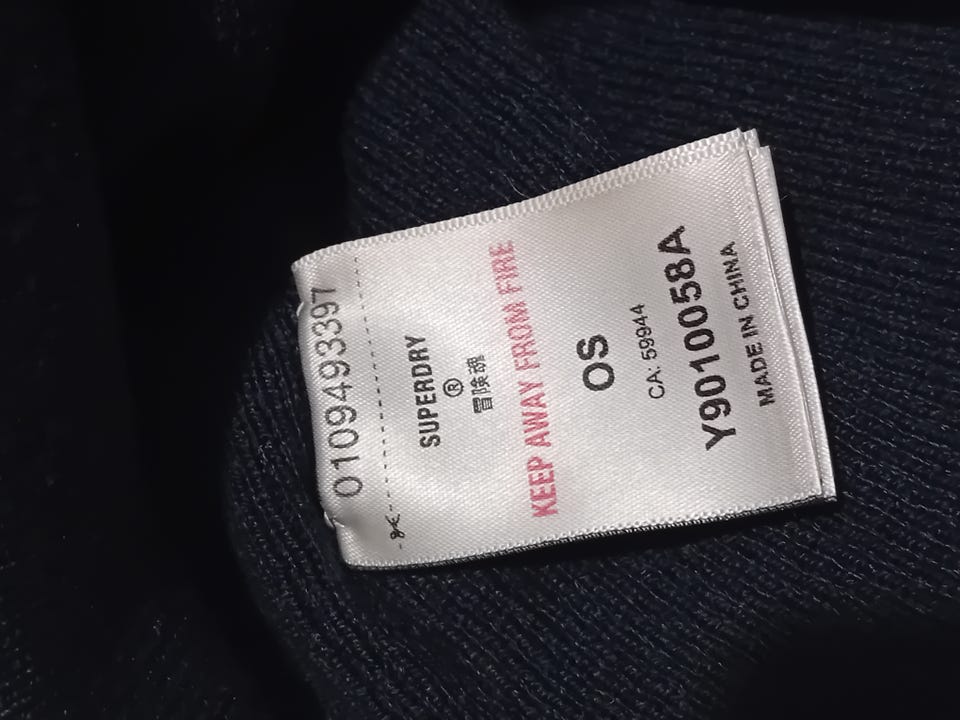 0109493397
SUPERDRY
®
冒険魂
KEEP AWAY FROM FIRE
OS
CA: 59944
Y9010058A
MADE IN CHINA